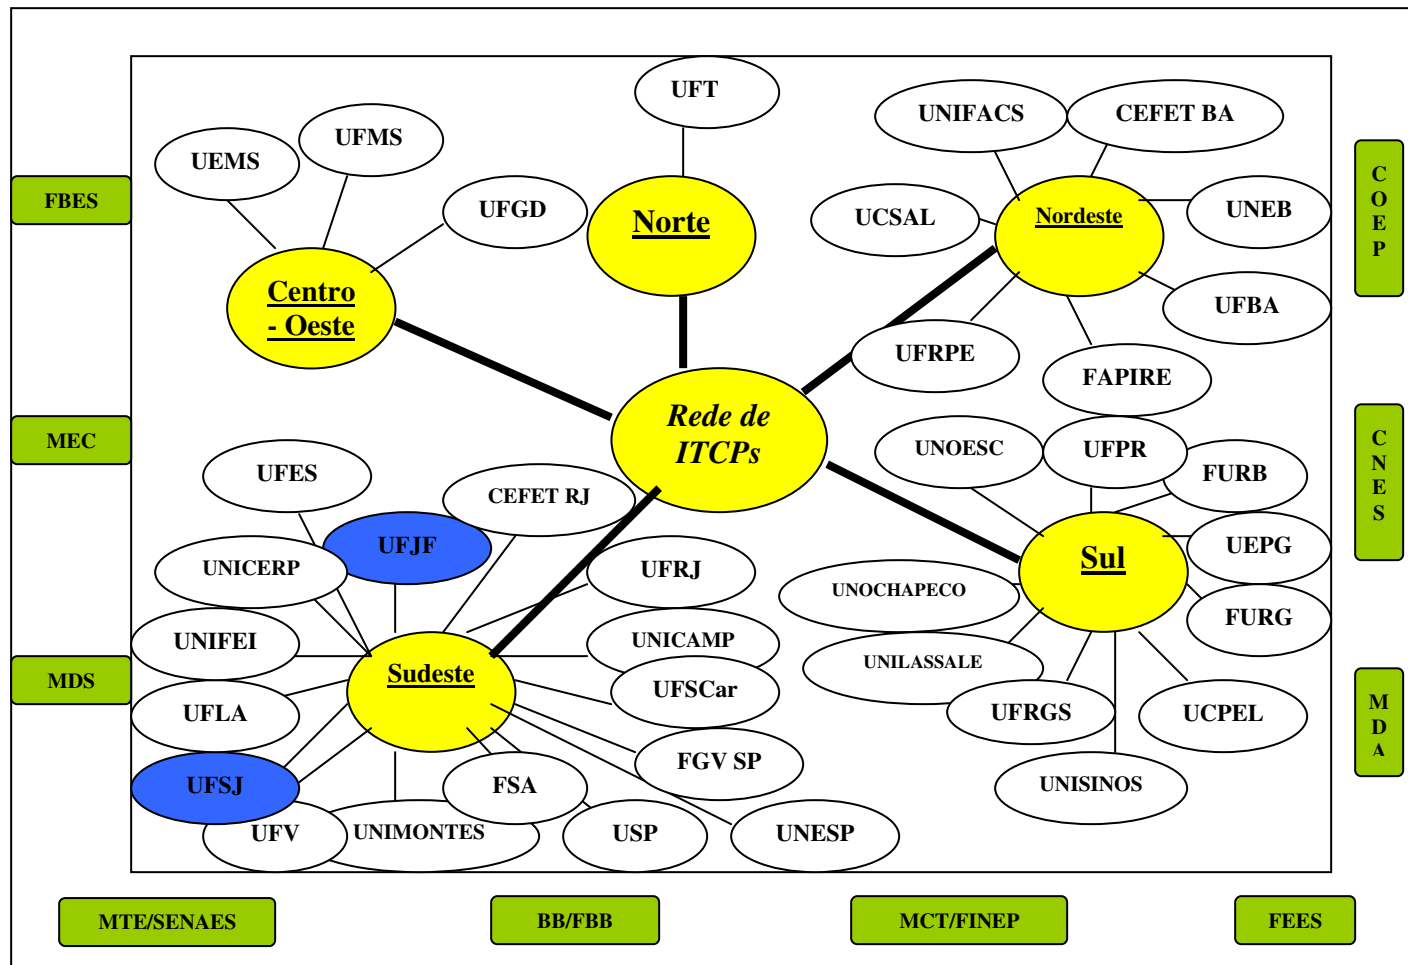 UFT
UNIFACS
CEFET BA
UEMS
UFMS
FBES
UFGD
Norte
UCSAL
Nordeste
UNEB
C
O
E
P
Centro
- Oeste
UFBA
UFRPE
FAPIRE
Rede de
ITCPs
MEC
UFES
CEFET RJ
UNOESC
UFPR
FURB
C
N
E
S
UFJF
UNICERP
UFRJ
Sul
UEPG
UNOCHAPECO
FURG
UNIFEI
UNICAMP
UNILASSALE
MDS
Sudeste
UFSCar
UFLA
UFRGS
UCPEL
M
D
A
UFSJ
FSA
FGV SP
UNISINOS
UFV
UNIMONTES
USP
UNESP
MTE/SENAES
BB/FBB
MCT/FINEP
FEES